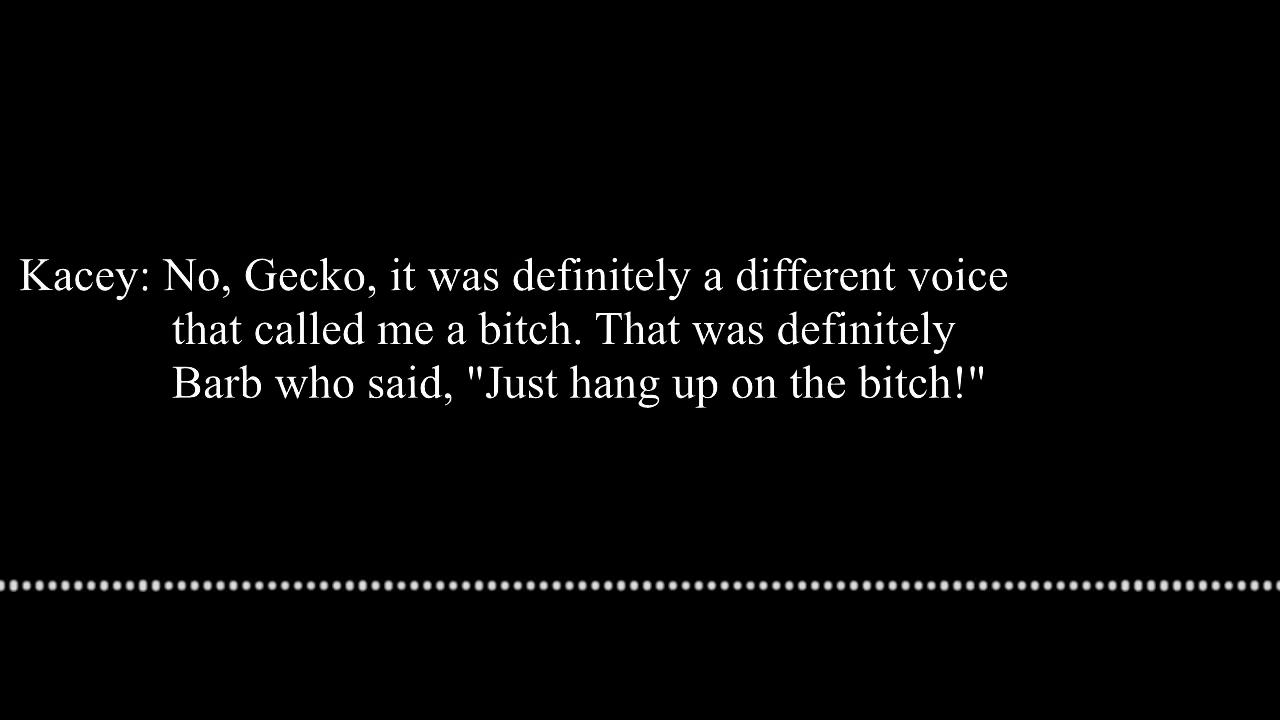 Kacey: No, Gecko, it was definitely a different voice
that called me a bitch. That was definitely
Barb who said, "Just hang up on the bitch!"